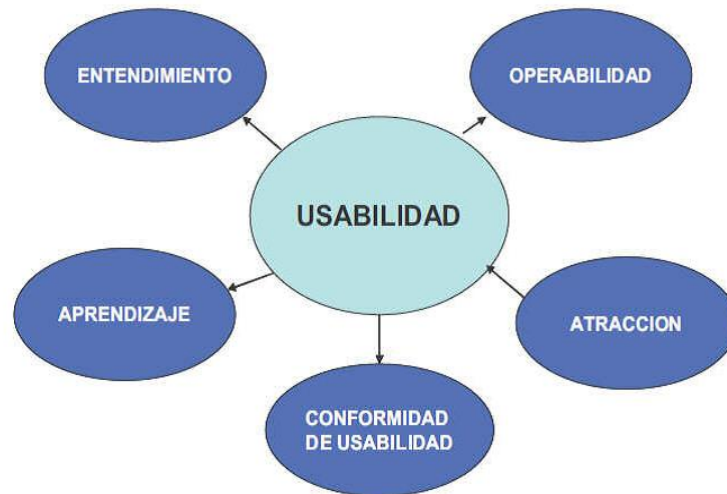 ENTENDIMIENTO
OPERABILIDAD
USABILIDAD
APRENDIZAJE
ATRACCION
CONFORMIDAD
DE USABILIDAD